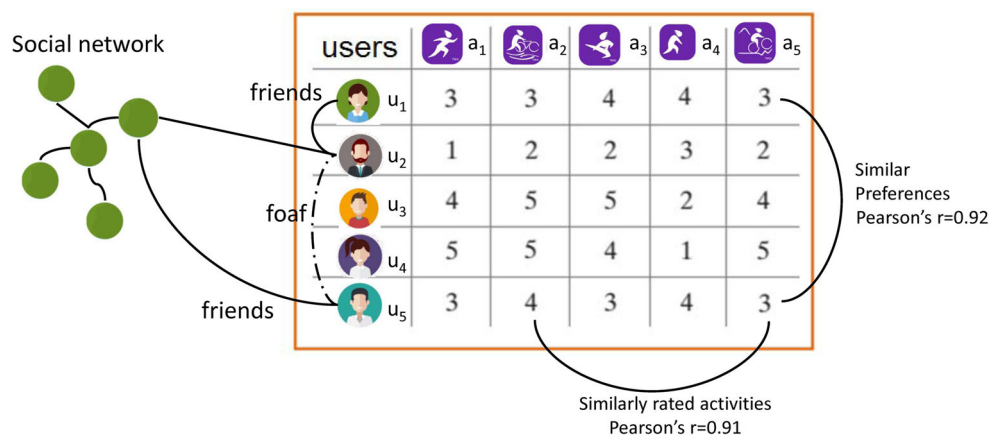 Social network
users a1 a2 a3 a4 a5
friends
u1 3 3 4 4 3
u2 1 2 2 3 2
Similar
Preferences
Pearson's r=0.92
foaf
u3 4 5 5 2 4
u4 5 5 4 1 5
friends
u5 3 4 3 4 3
Similarly rated activities
Pearson's r=0.91